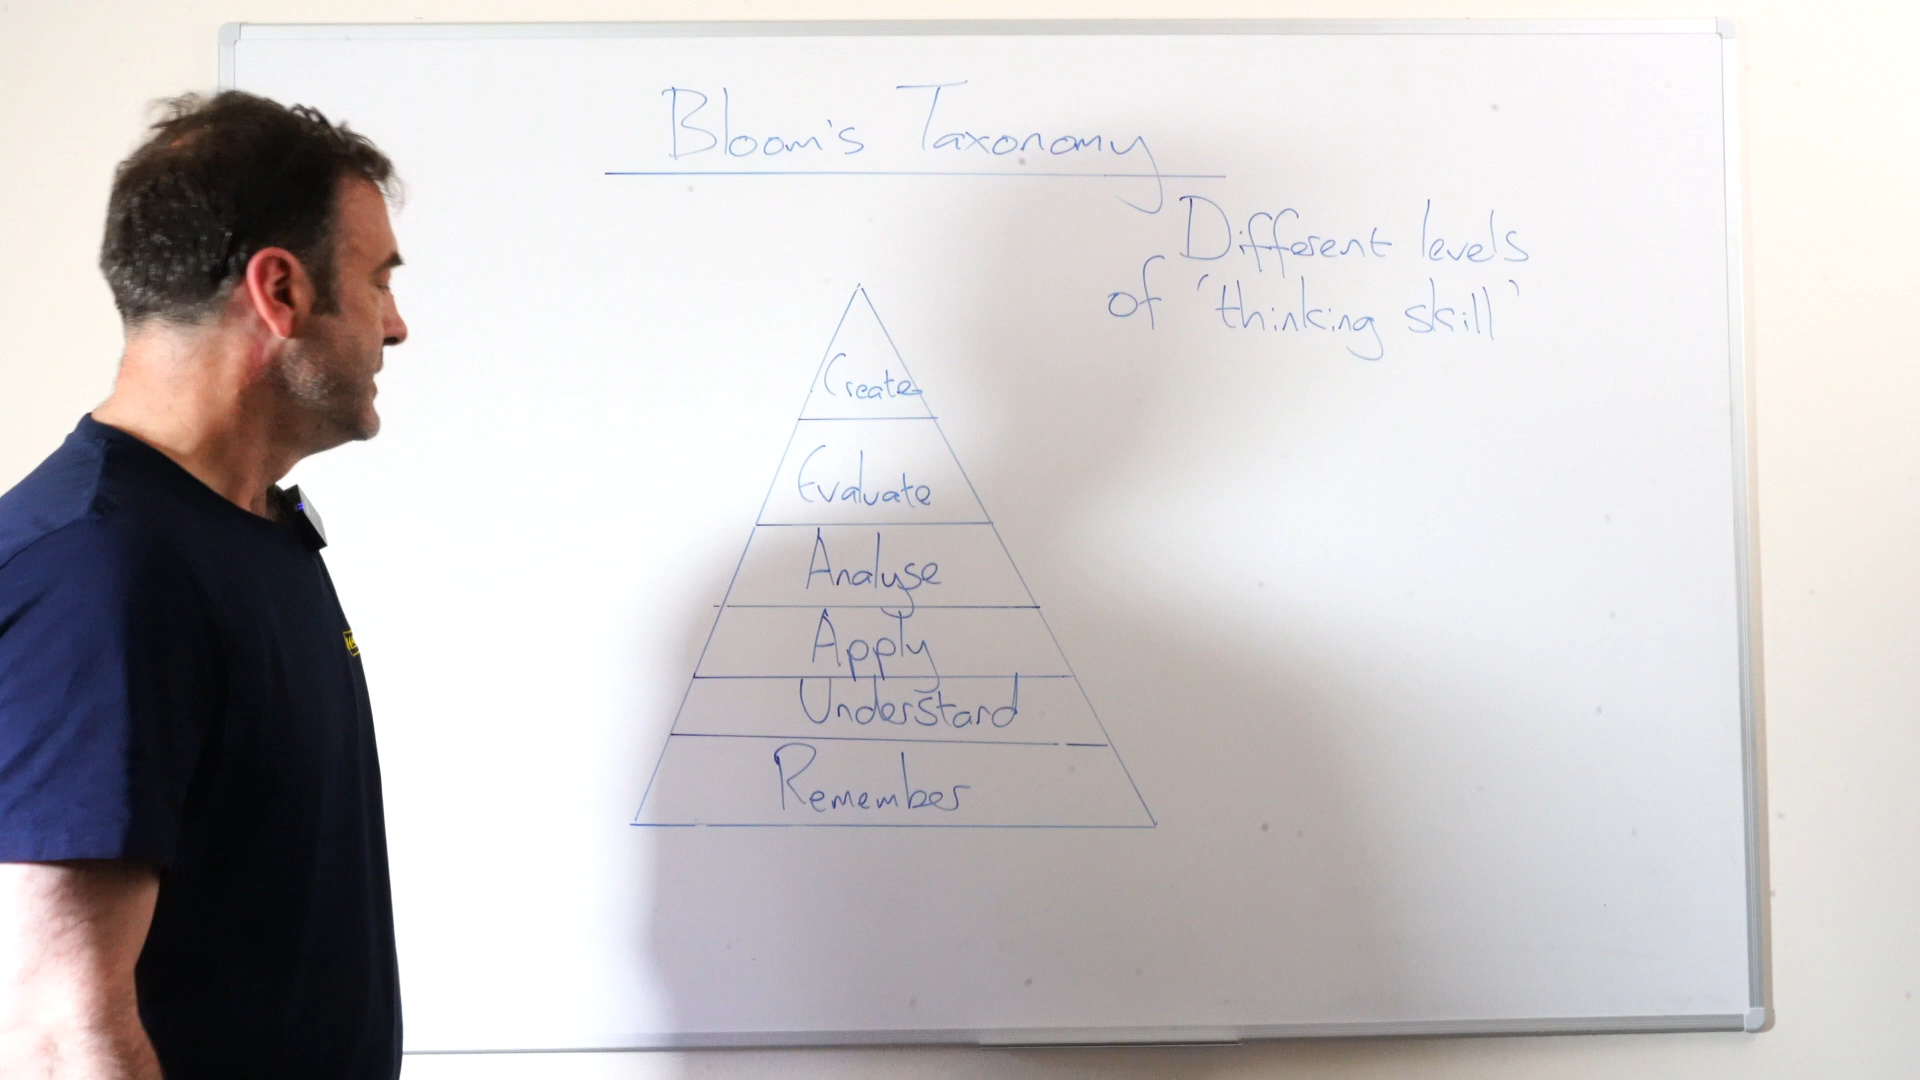 Bloom's Taxonomy
Different levels
of 'thinking skill'
Create
Evaluate
Analyse
Apply
Understand
Remember